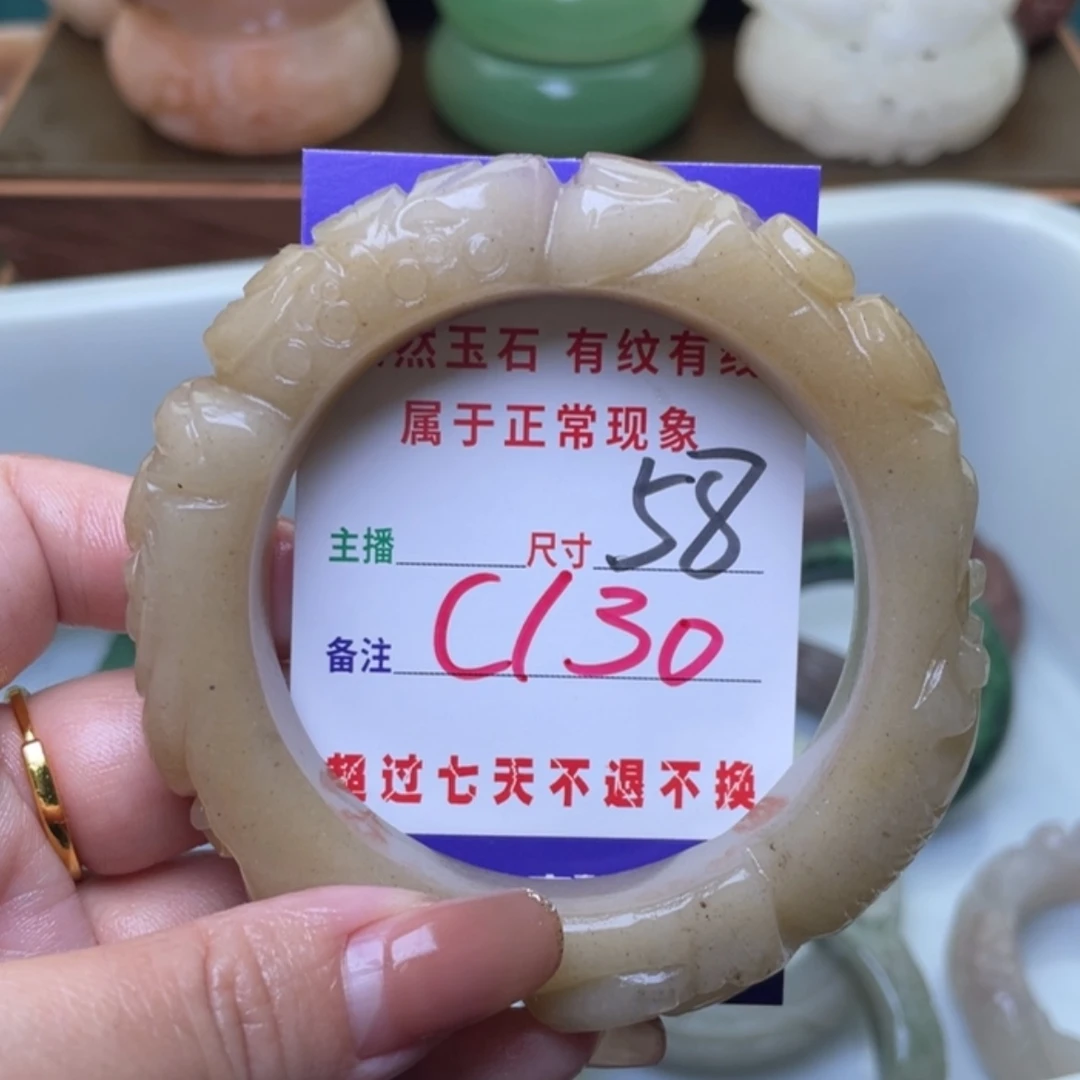 然玉石 有纹有
属于正常现象
主播 尺寸 58
备注 C130
超过七天不退不换